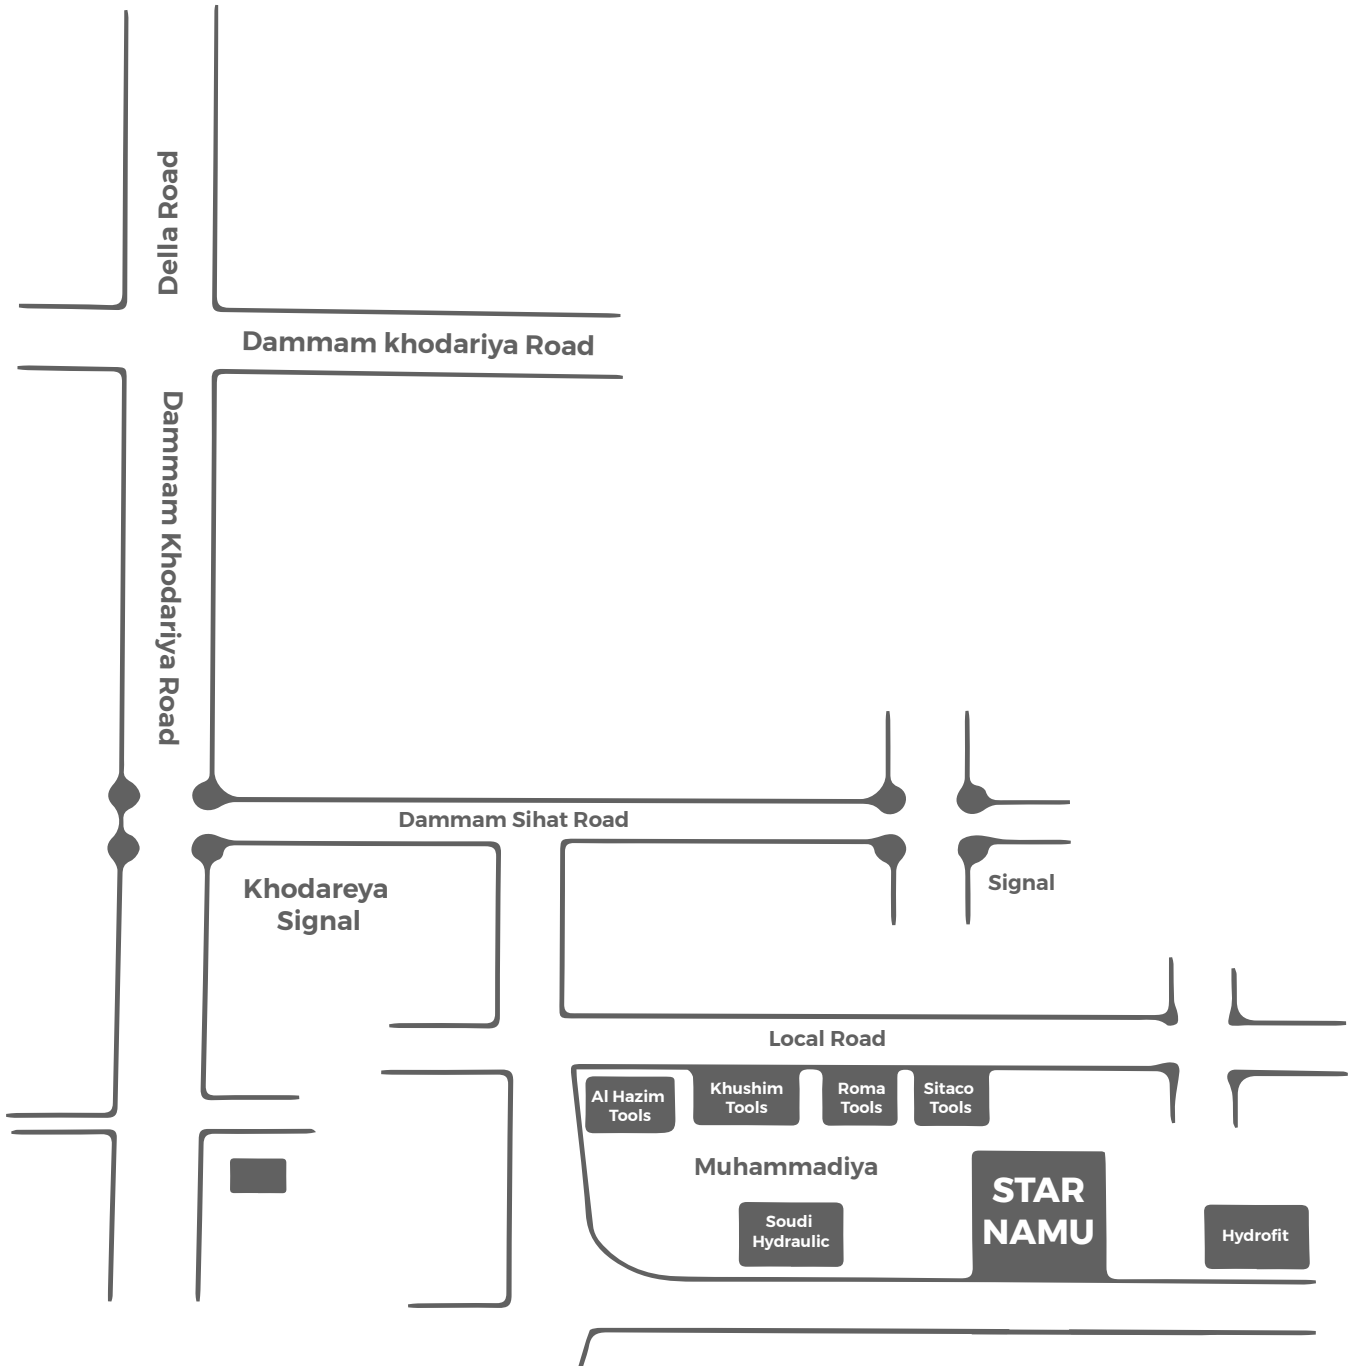 Della Road
Dammam khodariya Road
Dammam Khodariya Road
Dammam Sihat Road
Khodareya
Signal
Signal
Local Road
Al Hazim
Tools
Khushim
Tools
Roma
Tools
Sitaco
Tools
Muhammadiya
STAR
NAMU
Soudi
Hydraulic
Hydrofit